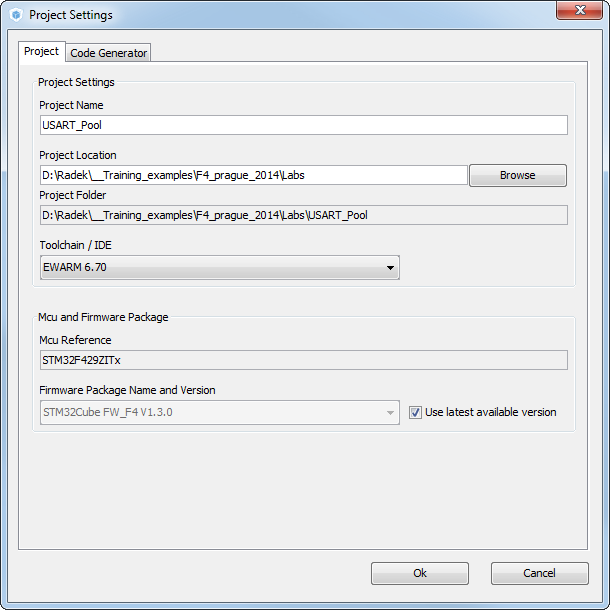 Project Settings
Project
Code Generator
Project Settings
Project Name
USART_Pool
Project Location
D:\Radek\__Training_examples\F4_prague_2014\Labs
Browse
Project Folder
D:\Radek\__Training_examples\F4_prague_2014\Labs\USART_Pool
Toolchain / IDE
EWARM 6.70
Mcu and Firmware Package
Mcu Reference
STM32F429ZITx
Firmware Package Name and Version
STM32Cube FW_F4 V1.3.0
Use latest available version
Ok
Cancel